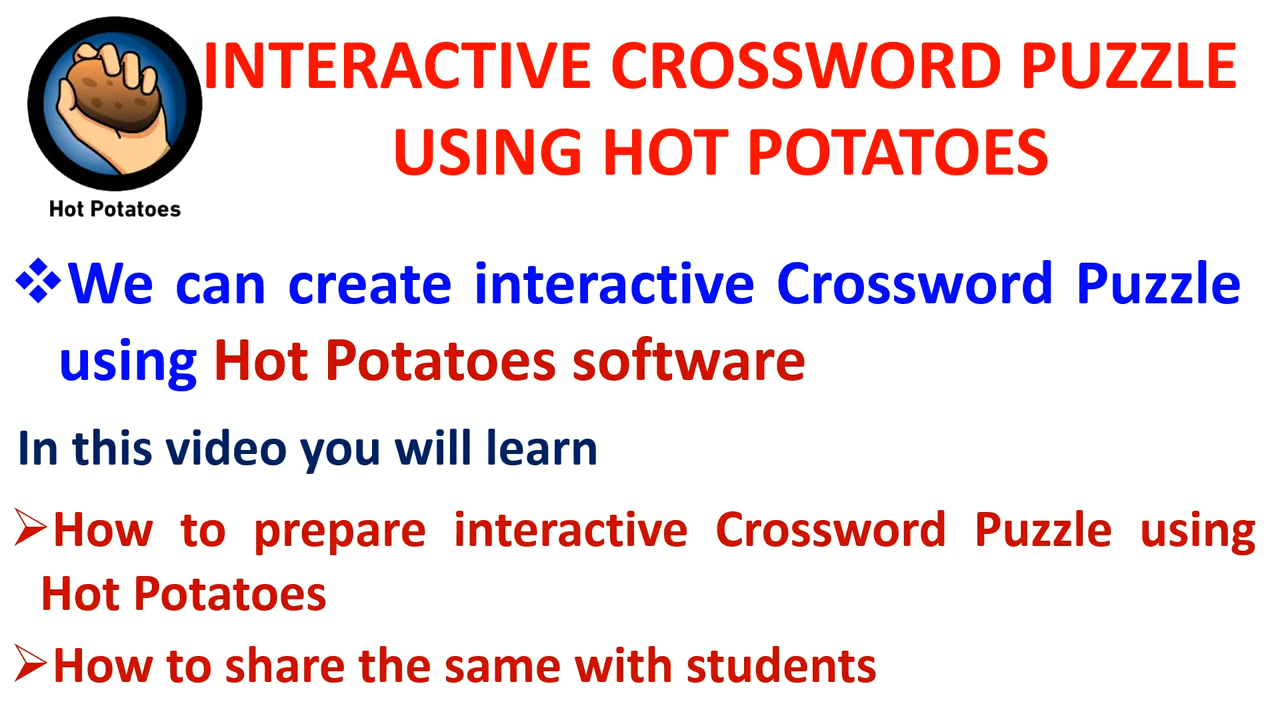 INTERACTIVE CROSSWORD PUZZLE
USING HOT POTATOES
Hot Potatoes
❖We can create interactive Crossword Puzzle
using Hot Potatoes software
In this video you will learn
➢How to prepare interactive Crossword Puzzle using
Hot Potatoes
➢How to share the same with students